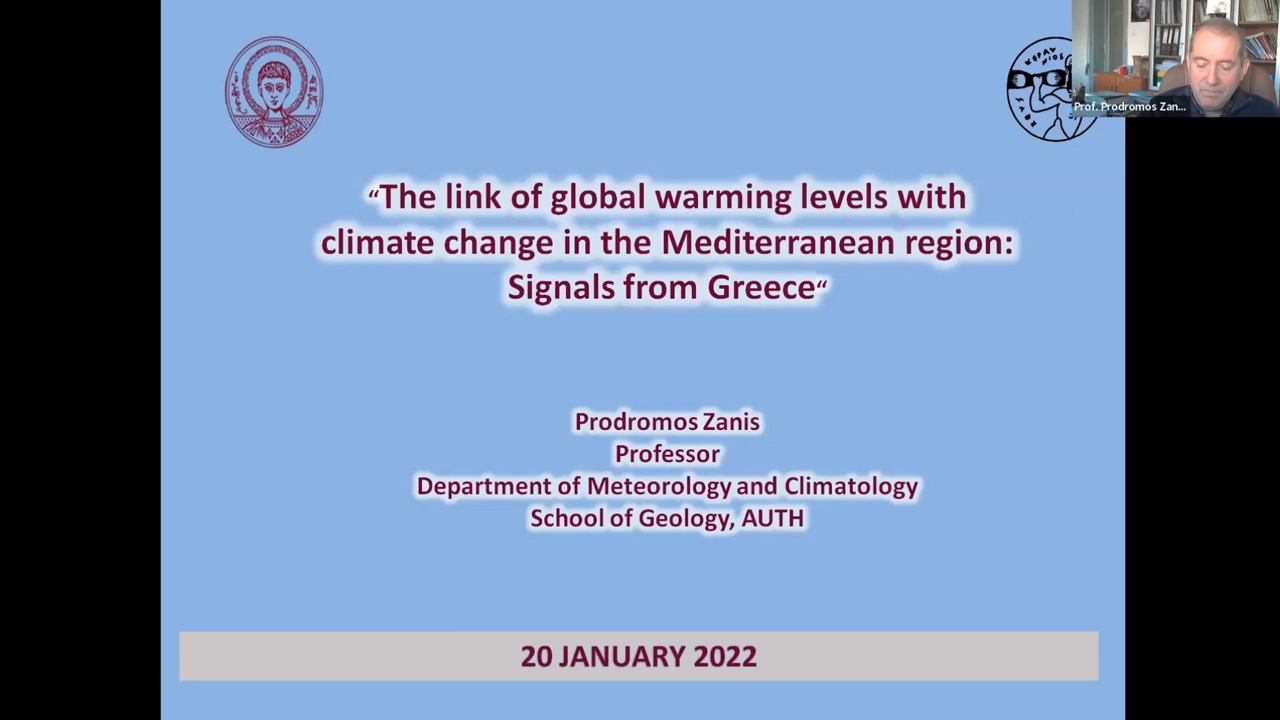 Prof. Prodromos Zan...
“The link of global warming levels with
climate change in the Mediterranean region:
Signals from Greece“
Prodromos Zanis
Professor
Department of Meteorology and Climatology
School of Geology, AUTH
20 JANUARY 2022